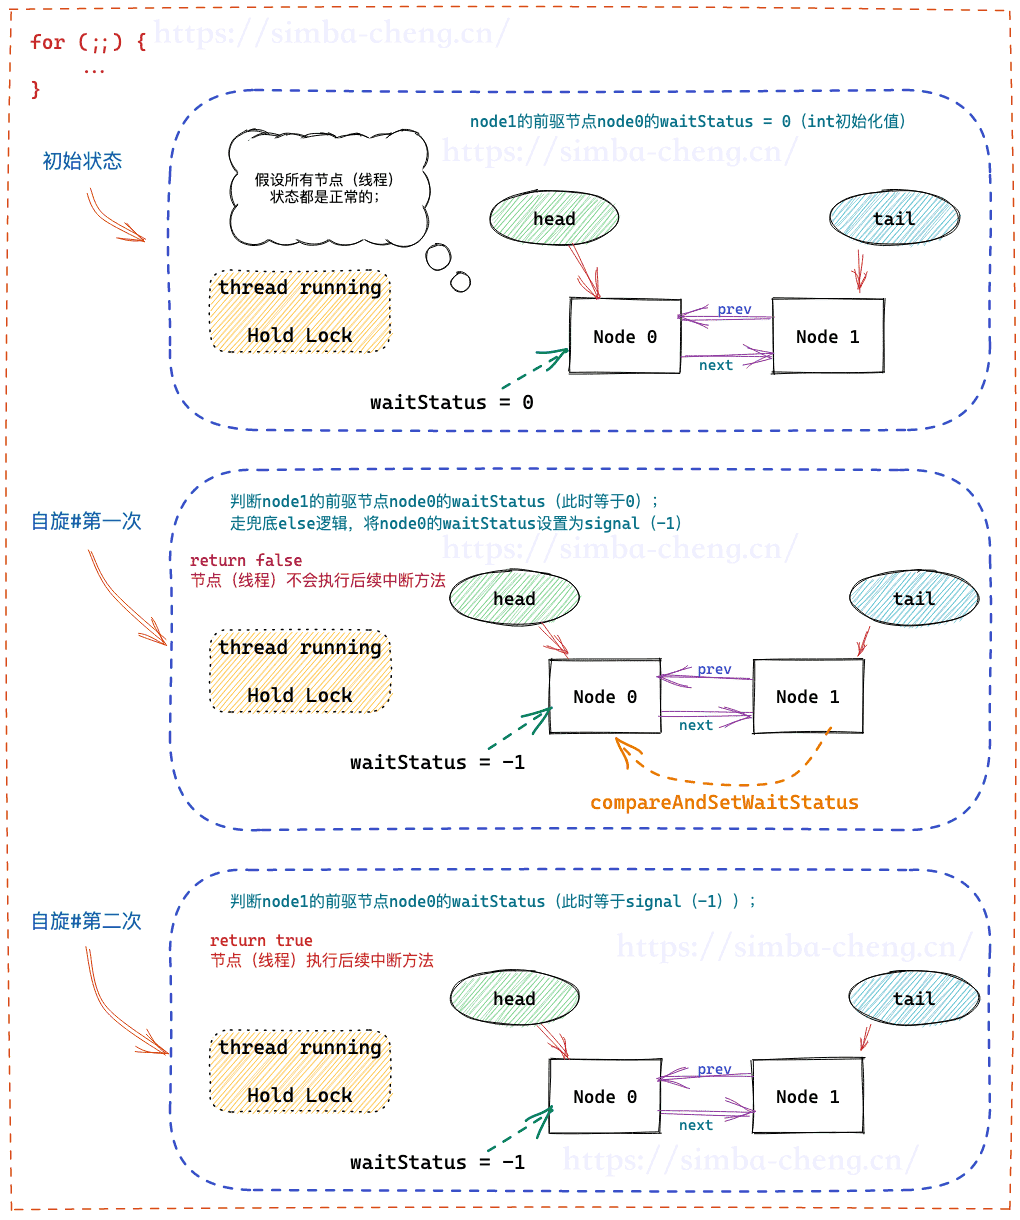 https://simba-cheng.cn/
for (;;) {
...
}
node1的前驱节点node0的waitStatus = 0（int初始化值）
https://simba-cheng.cn/
初始状态
假设所有节点（线程）
状态都是正常的；
head
tail
thread running
Hold Lock
prev
Node 0
Node 1
next
waitStatus = 0
自旋#第一次
判断node1的前驱节点node0的waitStatus（此时等于0）；
走兜底else逻辑，将node0的waitStatus设置为signal（-1）
https://simba-cheng.cn/
return false
节点（线程）不会执行后续中断方法
head
tail
thread running
Hold Lock
prev
Node 0
Node 1
next
waitStatus = -1
compareAndSetWaitStatus
自旋#第二次
判断node1的前驱节点node0的waitStatus（此时等于signal（-1））；
https://simba-cheng.cn/
return true
节点（线程）执行后续中断方法
head
tail
thread running
Hold Lock
prev
Node 0
Node 1
next
waitStatus = -1
https://simba-cheng.cn/